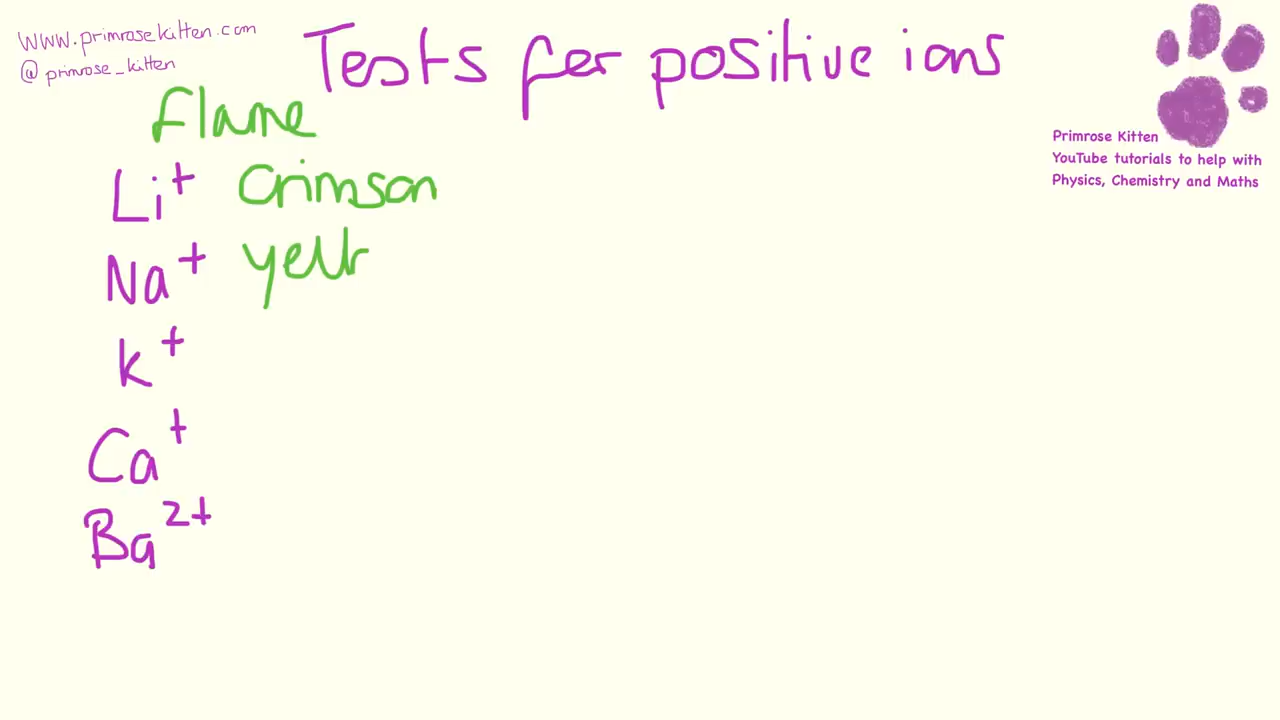 www.primrosekitten.com
@primrose_kitten
Tests for positive ions
Primrose Kitten
YouTube tutorials to help with
Physics, Chemistry and Maths
flame
Li+ Crimson
Na+
K+
Ca+
Ba2+